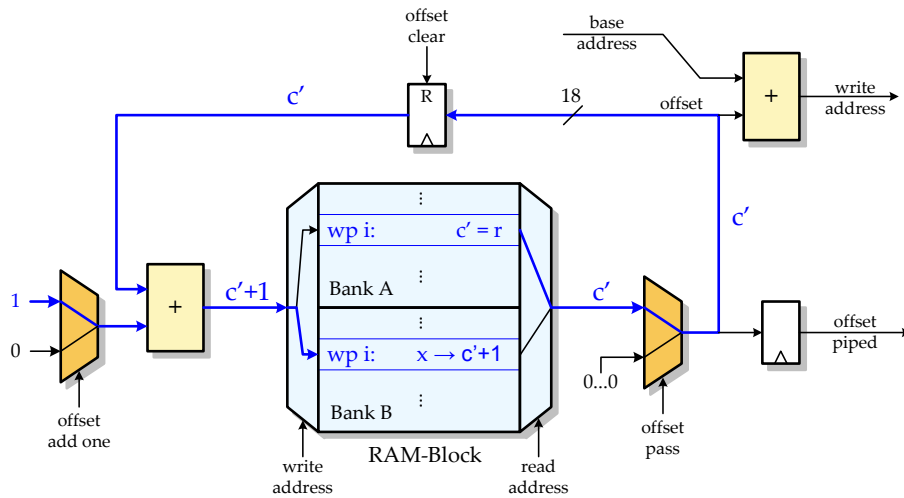 offset
clear
base
address
c′
R
18
offset
+
write
address
c′
⋮
wp i: c′ = r
⋮
Bank A
1
+
c′+1
c′
⋮
wp i: x → c′+1
⋮
Bank B
0
0...0
offset
piped
offset
add one
write
address
RAM-Block
read
address
offset
pass